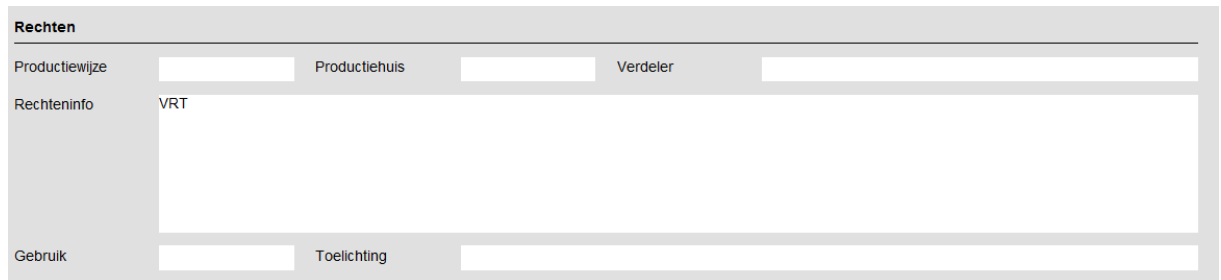 Rechten
Productiewijze Productiehuis Verdeler
Rechteninfo VRT
Gebruik Toelichting